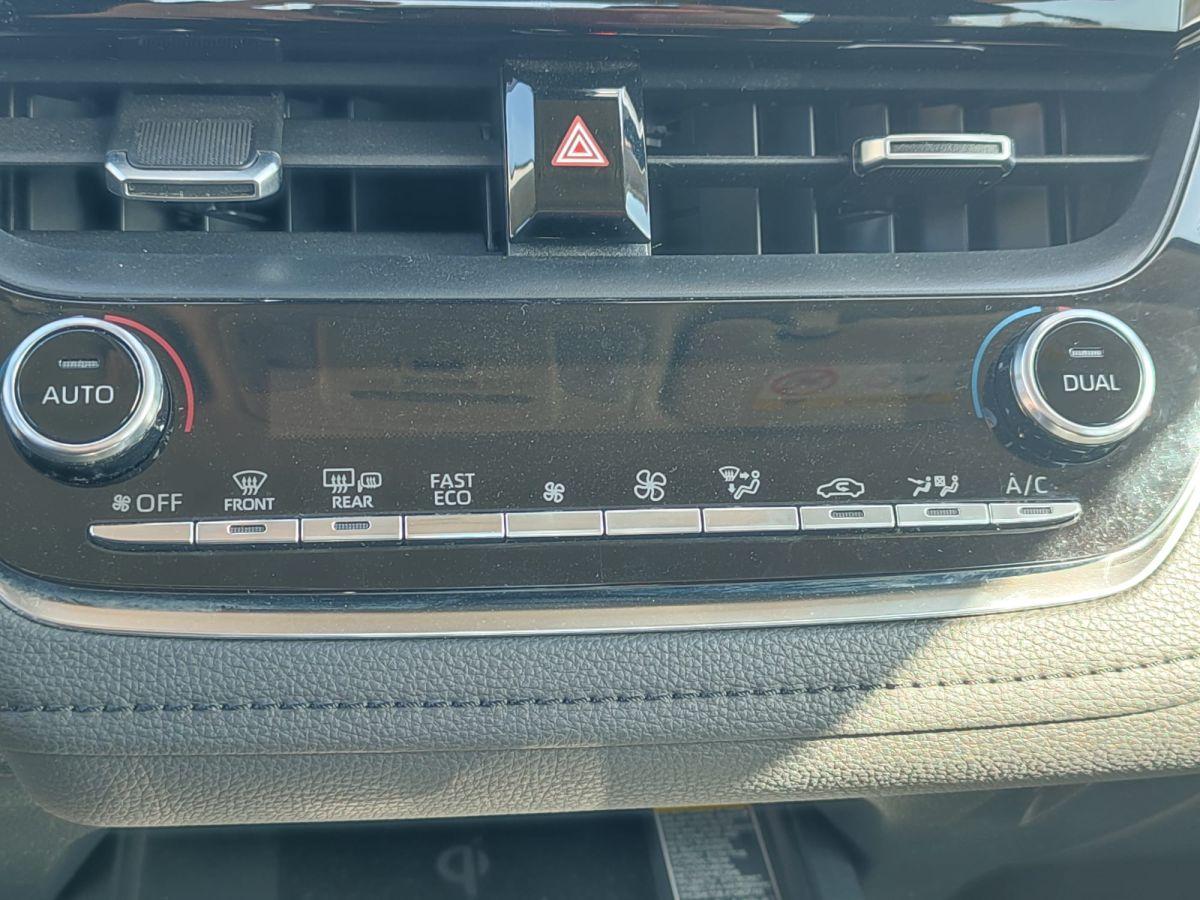 AUTO
DUAL
OFF
FRONT
REAR
FAST
ECO
A/C